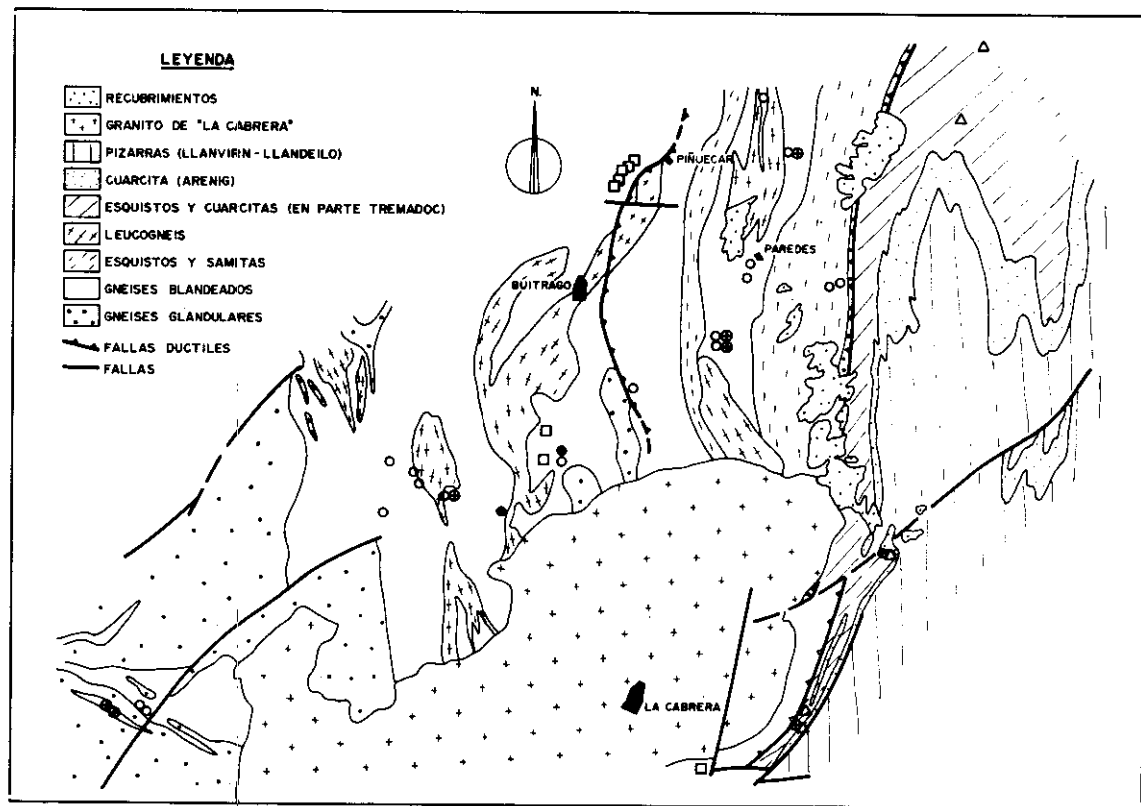 LEYENDA
RECUBRIMIENTOS
GRANITO DE "LA CABRERA"
PIZARRAS (LLANVIRN-LLANDEILO)
CUARCITA (ARENIG)
ESQUISTOS Y CUARCITAS (EN PARTE TREMADOC)
LEUCOGNEIS
ESQUISTOS Y SAMITAS
GNEISES BLANDEADOS
GNEISES GLANDULARES
FALLAS DUCTILES
FALLAS
N.
PIÑUECAR
PAREDES
BUITRAGO
LA CABRERA